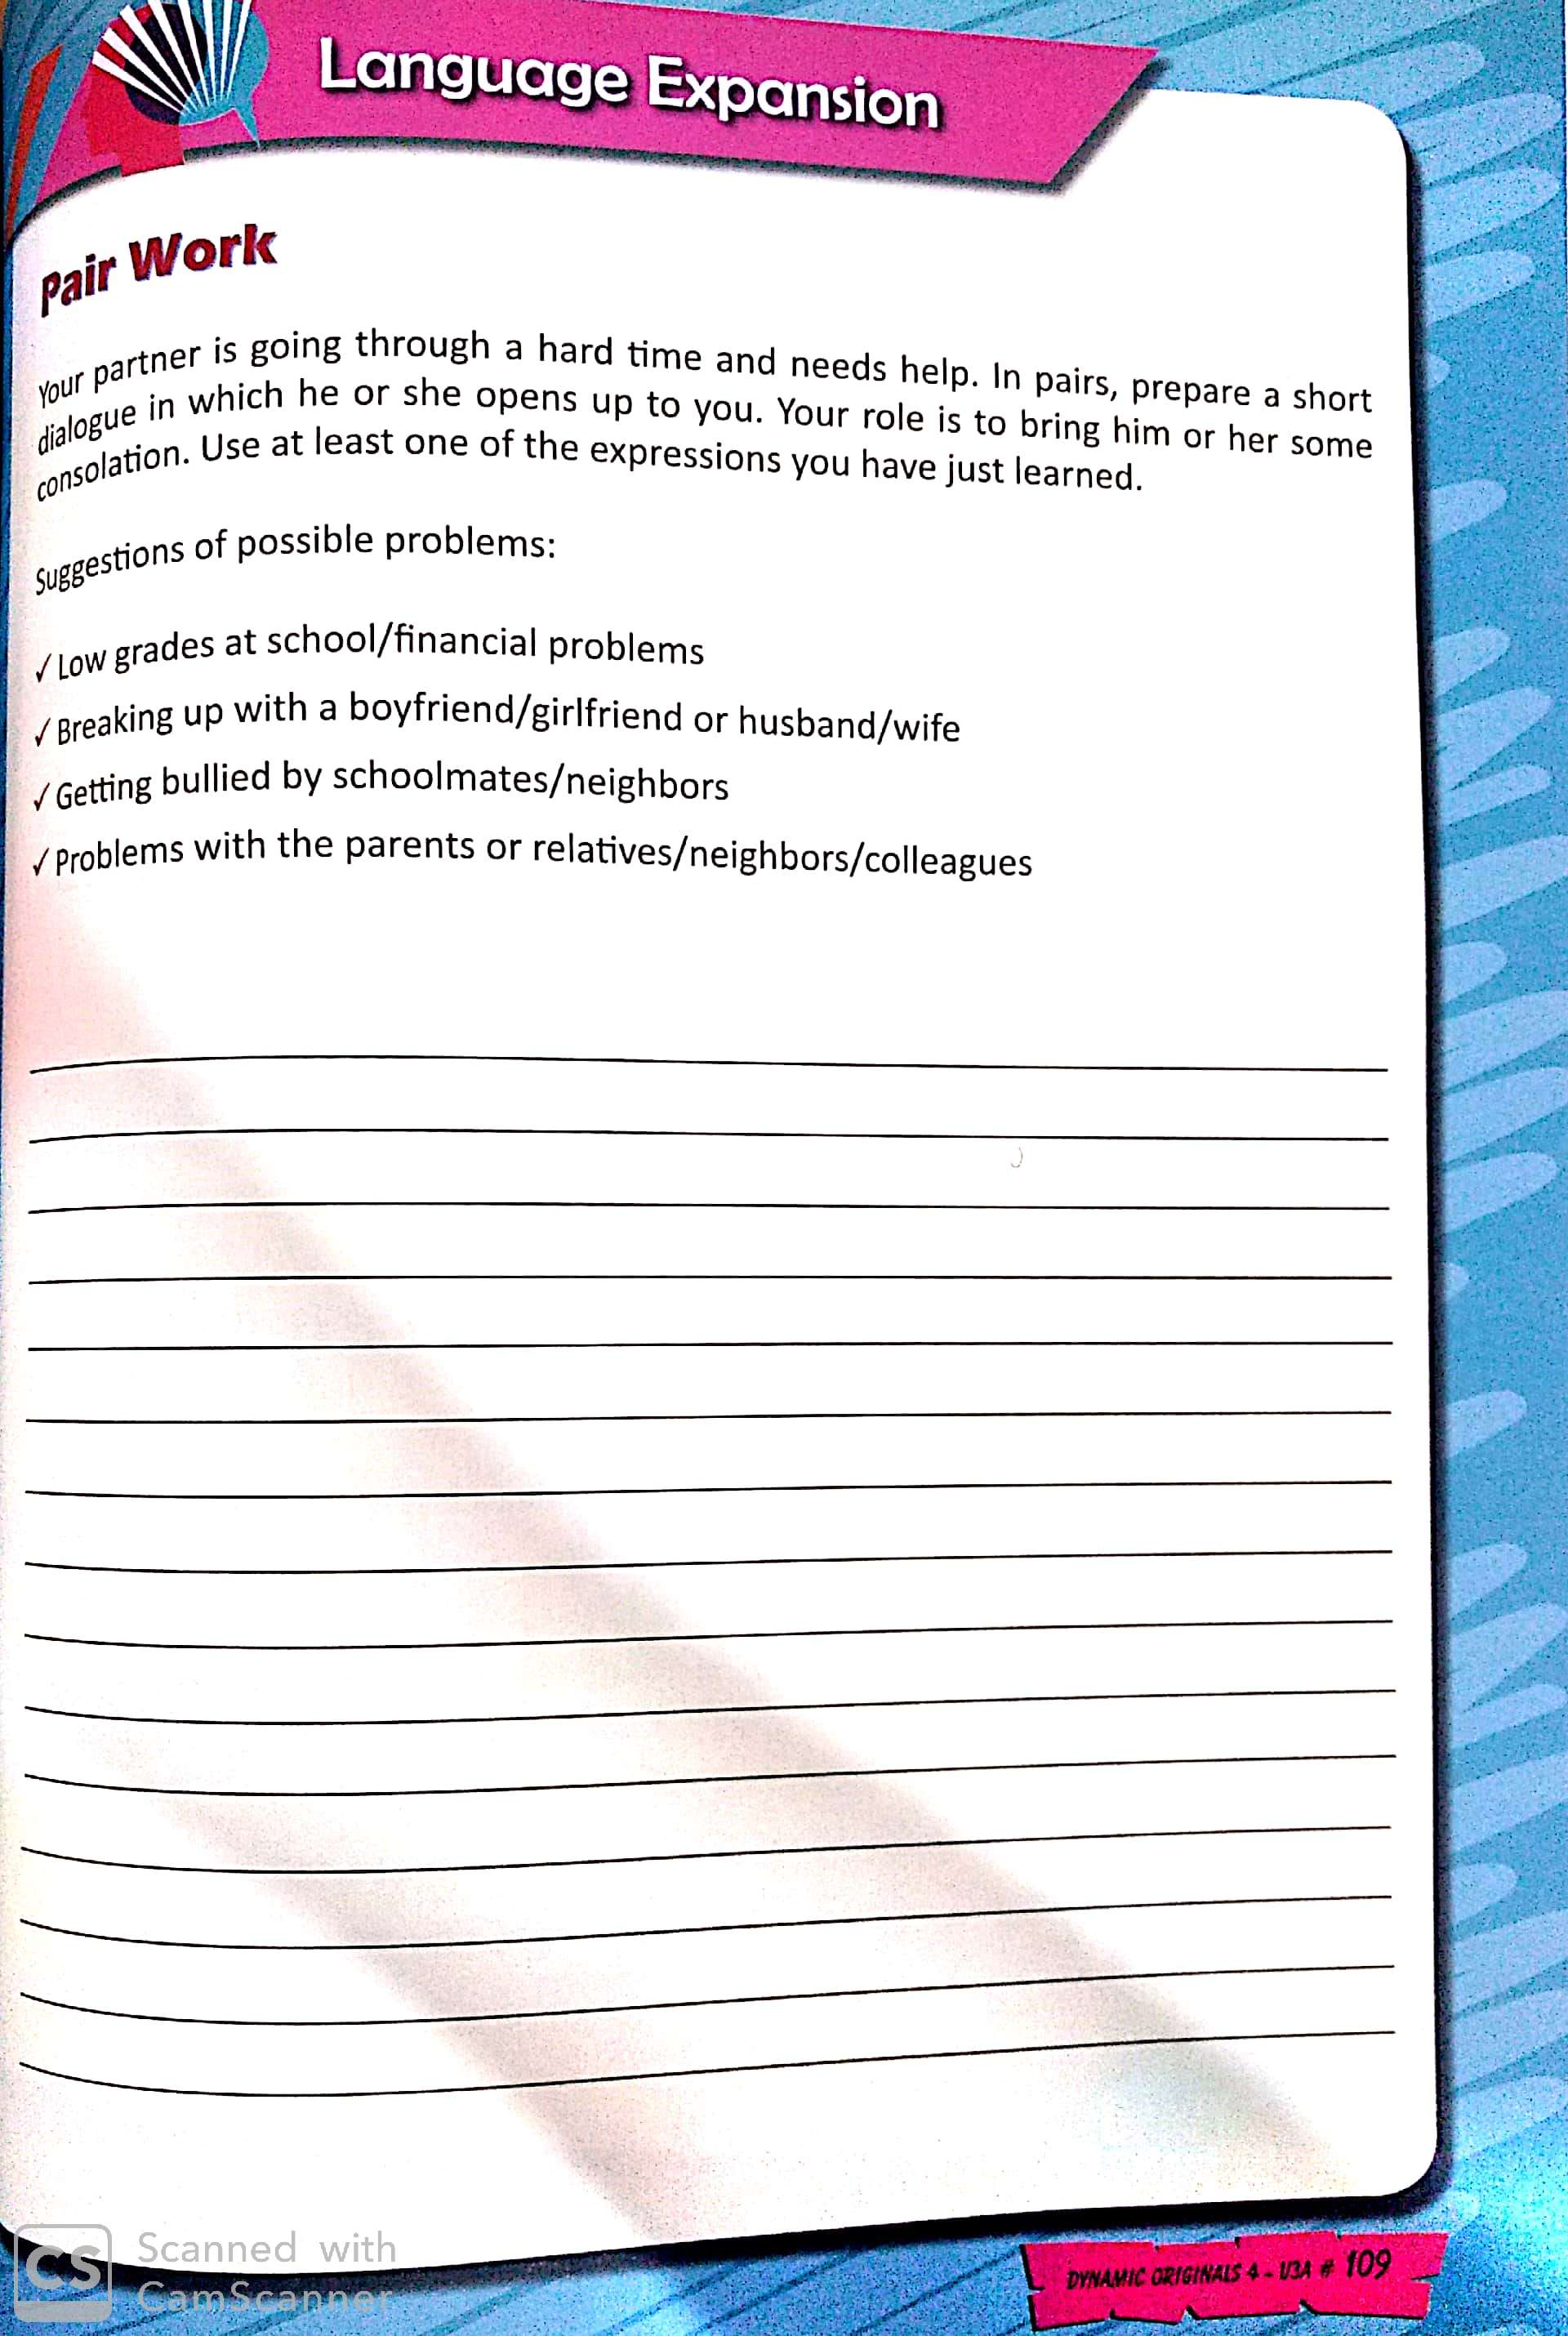 Language Expansion
Pair Work
Your partner is going through a hard time and needs help. In pairs, prepare a short
dialogue in which he or she opens up to you. Your role is to bring him or her some
consolation. Use at least one of the expressions you have just learned.
Suggestions of possible problems:
✓ Low grades at school/financial problems
✓ Breaking up with a boyfriend/girlfriend or husband/wife
✓ Getting bullied by schoolmates/neighbors
✓ Problems with the parents or relatives/neighbors/colleagues
DYNAMIC ORIGINALS 4 - U3A # 109
CS Scanned with
CamScanner